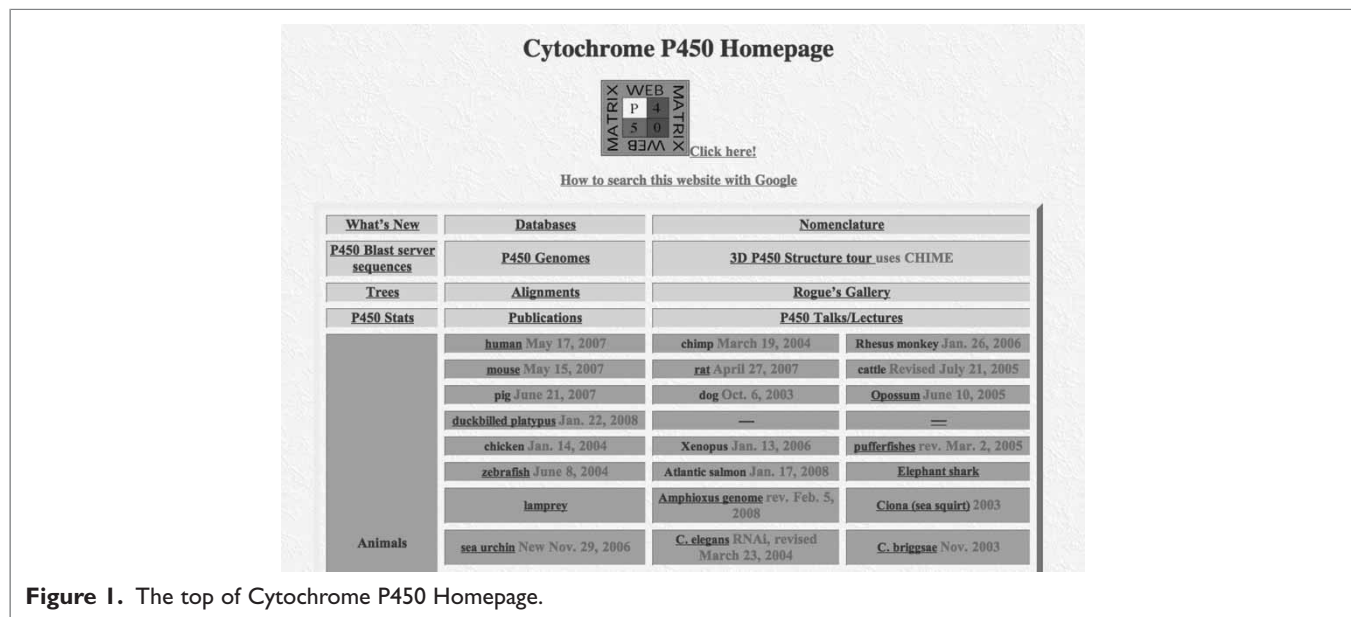 Cytochrome P450 Homepage
MATRIX WEB MATRIX WEB
P 4
5 0
Click here!
How to search this website with Google
What's New Databases Nomenclature
P450 Blast server sequences P450 Genomes 3D P450 Structure tour uses CHIME
Trees Alignments Rogue's Gallery
P450 Stats Publications P450 Talks/Lectures
human May 17, 2007 chimp March 19, 2004 Rhesus monkey Jan. 26, 2006
mouse May 15, 2007 rat April 27, 2007 cattle Revised July 21, 2005
pig June 21, 2007 dog Oct. 6, 2003 Opossum June 10, 2005
duckbilled platypus Jan. 22, 2008 — —
chicken Jan. 14, 2004 Xenopus Jan. 13, 2006 pufferfishes rev. Mar. 2, 2005
zebrafish June 8, 2004 Atlantic salmon Jan. 17, 2008 Elephant shark
lamprey Amphioxus genome rev. Feb. 5, 2008 Ciona (sea squirt) 2003
Animals sea urchin New Nov. 29, 2006 C. elegans RNAi, revised March 23, 2004 C. briggsae Nov. 2003
Figure 1. The top of Cytochrome P450 Homepage.